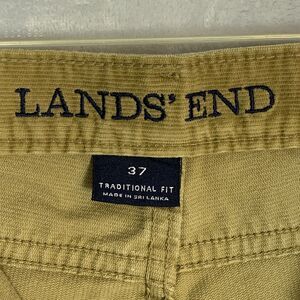 LANDS' END
37
TRADITIONAL FIT
MADE IN SRI LANKA